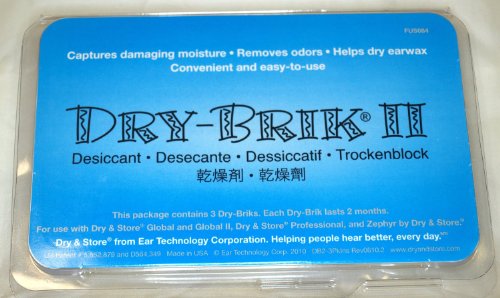 FUS684
Captures damaging moisture • Removes odors • Helps dry earwax
Convenient and easy-to-use
DRY-BRIK® II
Desiccant • Desecante • Dessiccatif • Trockenblock
乾燥剤 • 乾燥劑
This package contains 3 Dry-Briks. Each Dry-Brik lasts 2 months.
For use with Dry & Store® Global and Global II, Dry & Store® Professional, and Zephyr by Dry & Store.®
Dry & Store® from Ear Technology Corporation. Helping people hear better, every day.
Made in USA © Ear Technology Corp. 2010 www.dryandstore.com